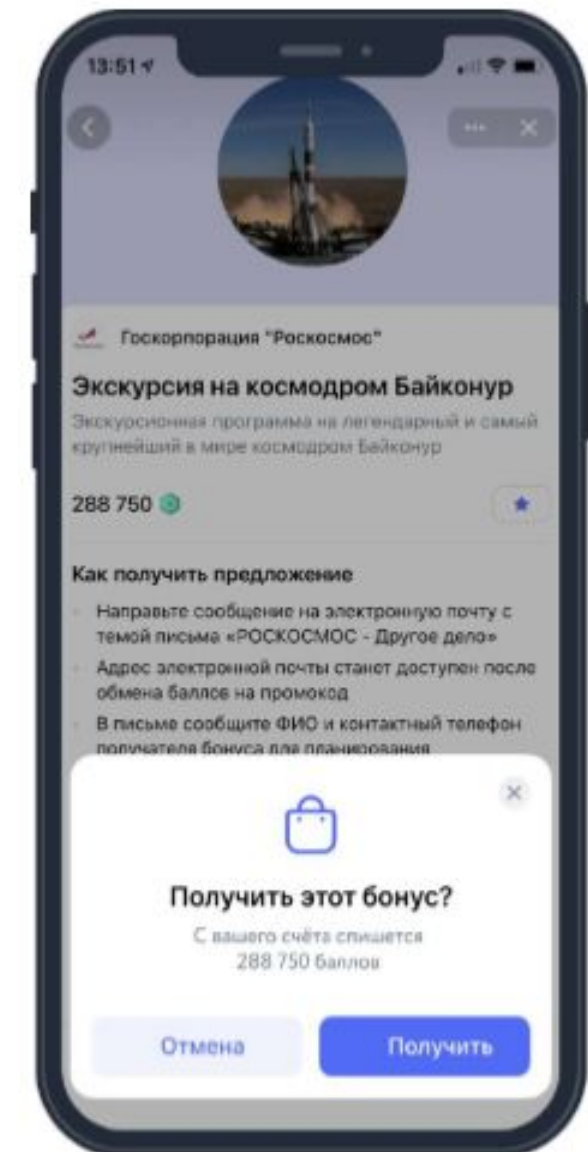 13:51
Госкорпорация "Роскосмос"
Экскурсия на космодром Байконур
Экскурсионная программа на легендарный и самый
крупнейший в мире космодром Байконур
288 750
Как получить предложение
Направьте сообщение на электронную почту с
темой письма «РОСКОСМОС - Другое дело»
Адрес электронной почты станет доступен после
обмена баллов на промокод
В письме сообщите ФИО и контактный телефон
получателя бонуса для планирования
Получить этот бонус?
С вашего счёта спишется
288 750 баллов
Отмена
Получить